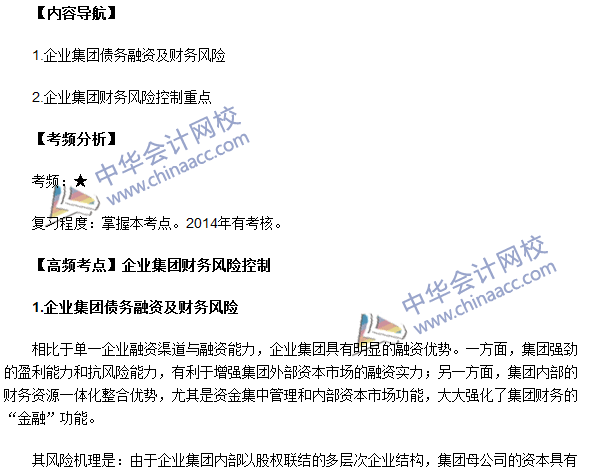 【内容导航】
1.企业集团债务融资及财务风险
2.企业集团财务风险控制重点
【考频分析】
考频：★
复习程度：掌握本考点。2014年有考核。
【高频考点】企业集团财务风险控制
1.企业集团债务融资及财务风险
相比于单一企业融资渠道与融资能力，企业集团具有明显的融资优势。一方面，集团强劲
的盈利能力和抗风险能力，有利于增强集团外部资本市场的融资实力；另一方面，集团内部的
财务资源一体化整合优势，尤其是资金集中管理和内部资本市场功能，大大强化了集团财务的
“金融”功能。
其风险机理是：由于企业集团内部以股权联结的多层次企业结构，集团母公司的资本具有
中华会计网校
www.chinaacc.com
中华会计网校
www.chinaacc.com